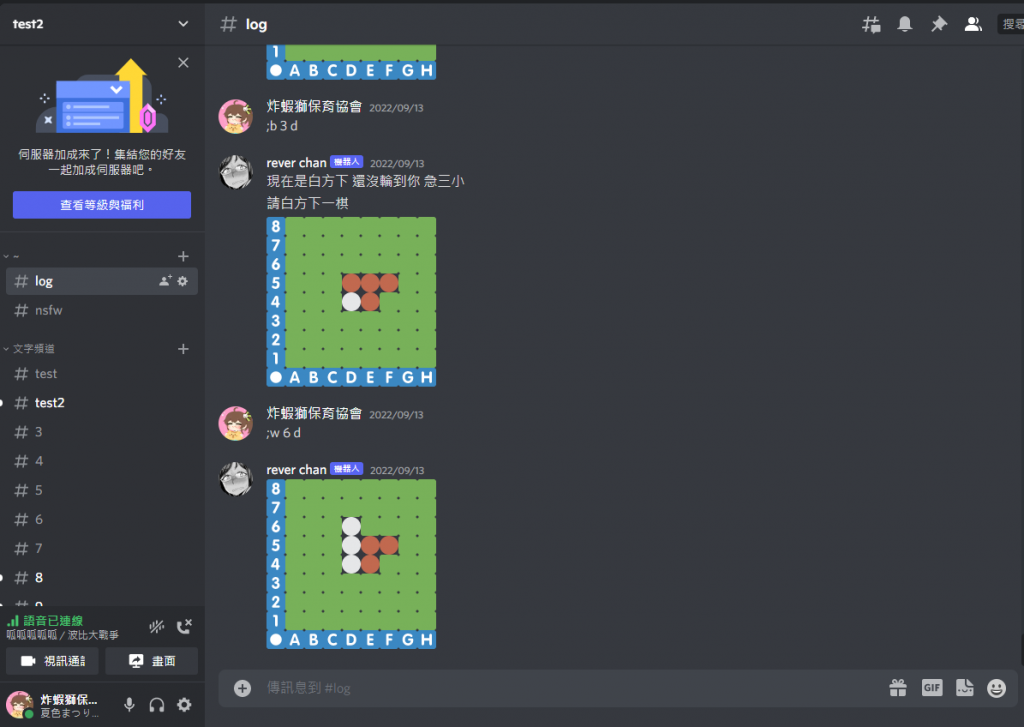 test2
伺服器加成來了！集結您的好友
一起加成伺服器吧。
查看等級與福利
~
log
nsfw
文字頻道
test
test2
3
4
5
6
7
8
9
語音已連線
呱呱呱呱呱 / 波比大戰爭
視訊通話
畫面
炸蝦獅保...
夏色まつり...
# log
搜尋
1
A B C D E F G H
炸蝦獅保育協會 2022/09/13
;b 3 d
rever chan 機器人 2022/09/13
現在是白方下 還沒輪到你 急三小
請白方下一棋
8
7
6
5
4
3
2
1
A B C D E F G H
炸蝦獅保育協會 2022/09/13
;w 6 d
rever chan 機器人 2022/09/13
8
7
6
5
4
3
2
1
A B C D E F G H
傳訊息到 #log
GIF